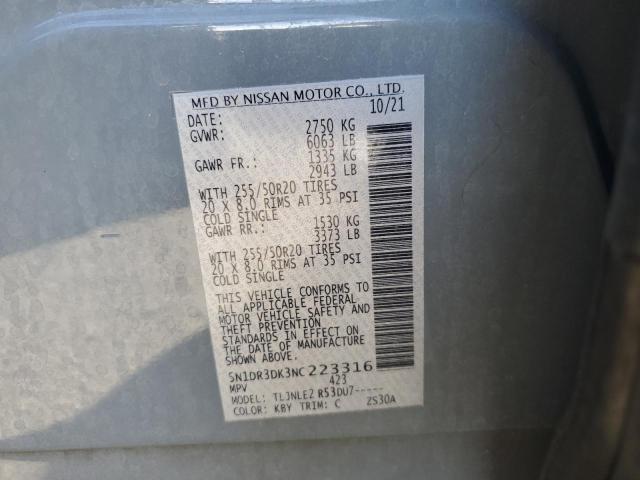 MFD BY NISSAN MOTOR CO., LTD.
DATE: 10/21
GVWR: 2750 KG
6063 LB
GAWR FR.: 1335 KG
2943 LB
WITH 255/50R20 TIRES
20 X 8.0 RIMS AT 35 PSI
COLD SINGLE
GAWR RR.: 1530 KG
3373 LB
WITH 255/50R20 TIRES
20 X 8.0 RIMS AT 35 PSI
COLD SINGLE
THIS VEHICLE CONFORMS TO
ALL APPLICABLE FEDERAL
MOTOR VEHICLE SAFETY AND
THEFT PREVENTION
STANDARDS IN EFFECT ON
THE DATE OF MANUFACTURE
SHOWN ABOVE.
5N1DR3DK3NC223316
MPV 423
MODEL: TLJNLE2 R53DU7-----
COLOR: KBY TRIM: C ZS30A